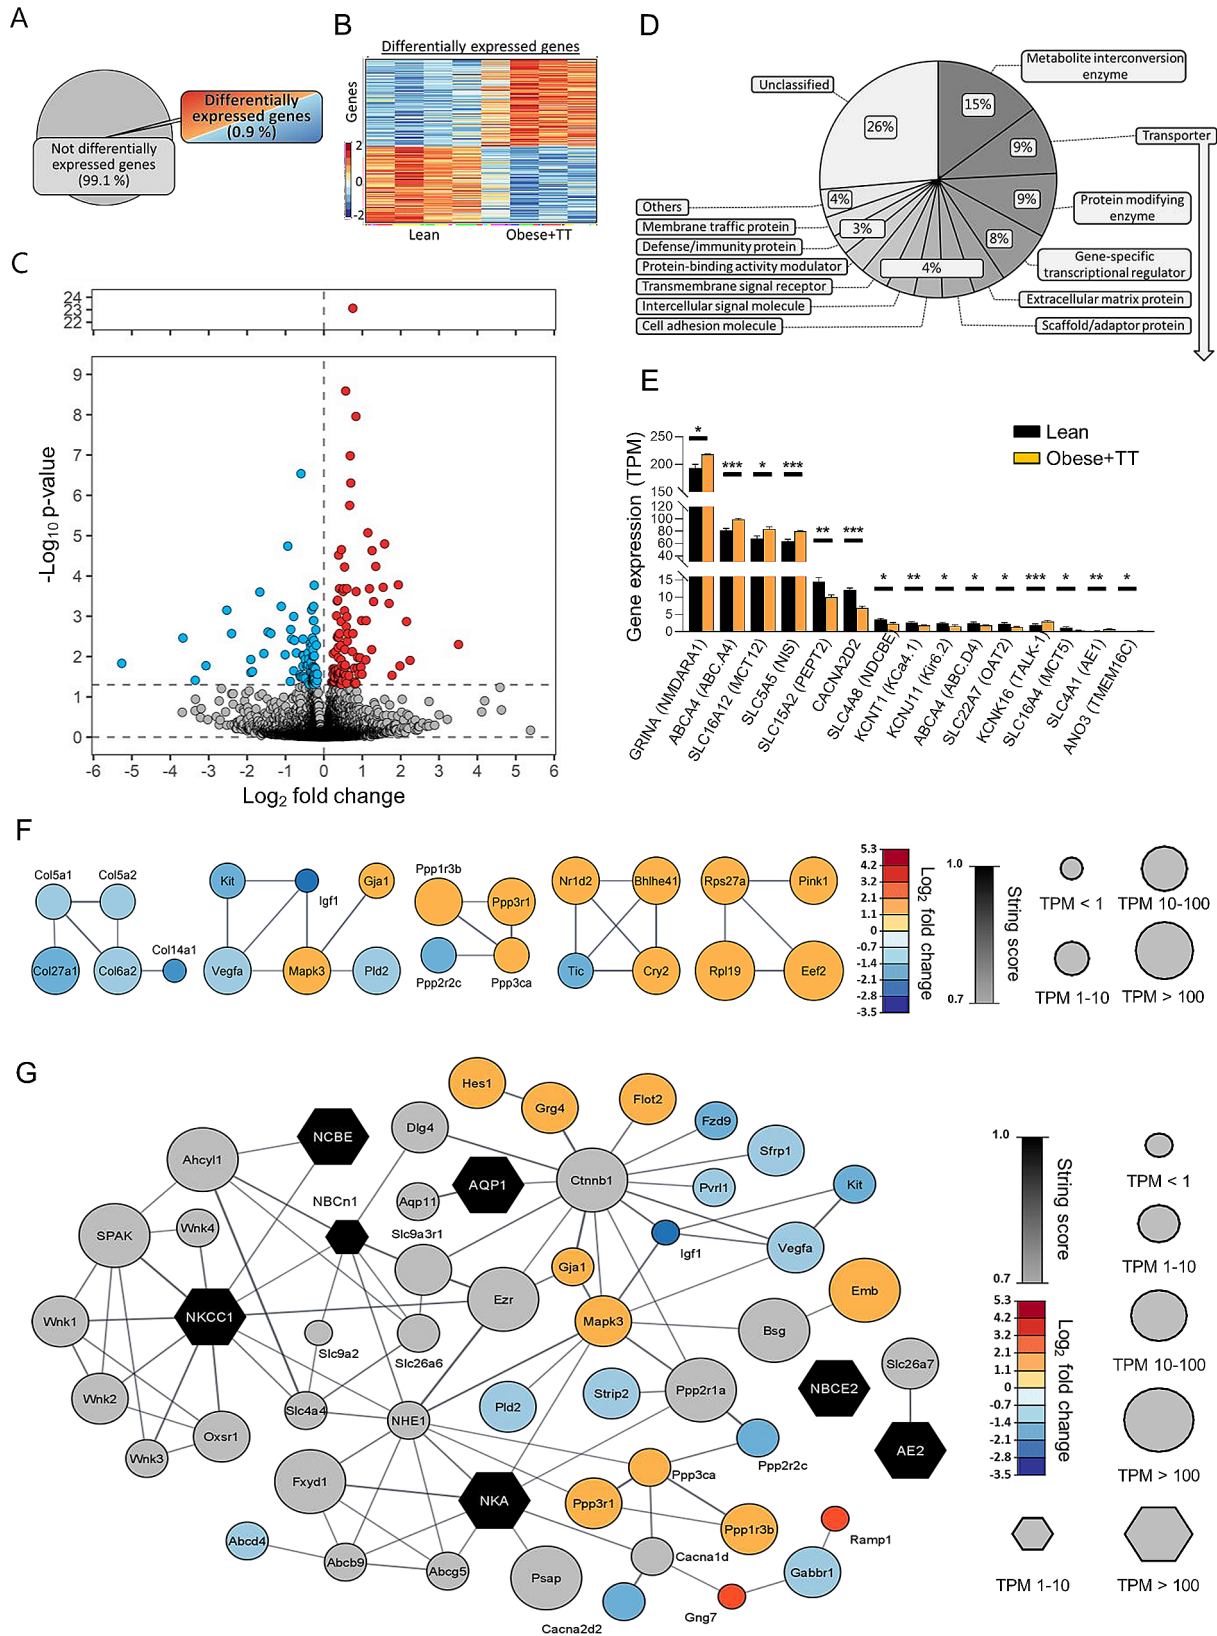 A
Differentially
expressed genes
(0.9 %)
Not differentially
expressed genes
(99.1 %)
B
Differentially expressed genes
Genes
2
0
-2
Lean
Obese+TT
C
24
23
22
9
8
7
6
5
4
3
2
1
0
-Log10 p-value
-6 -5 -4 -3 -2 -1 0 1 2 3 4 5 6
Log2 fold change
D
Unclassified
Metabolite interconversion
enzyme
Transporter
Protein modifying
enzyme
Gene-specific
transcriptional regulator
Extracellular matrix protein
Scaffold/adaptor protein
Others
Membrane traffic protein
Defense/immunity protein
Protein-binding activity modulator
Transmembrane signal receptor
Intercellular signal molecule
Cell adhesion molecule
26%
15%
9%
9%
8%
4%
3%
4%
E
Lean
Obese+TT
Gene expression (TPM)
250
200
150
120
100
80
60
40
15
10
5
0
* *** * *** ** *** * ** * * * *** * ** *
GRINA (NMDARA1)
ABCA4 (ABC.A4)
SLC16A12 (MCT12)
SLC5A5 (NIS)
SLC15A2 (PEPT2)
CACNA2D2
SLC4A8 (NDCBE)
KCNT1 (KCa4.1)
KCNJ11 (Kir6.2)
ABCA4 (ABC.D4)
SLC22A7 (OAT2)
KCNK16 (TALK-1)
SLC16A4 (MCT5)
SLC4A1 (AE1)
ANO3 (TMEM16C)
F
Col5a1
Col5a2
Col14a1
Col27a1
Col6a2
Kit
Igf1
Gja1
Vegfa
Mapk3
Pld2
Ppp1r3b
Ppp3r1
Ppp2r2c
Ppp3ca
Nr1d2
Bhlhe41
Tic
Cry2
Rps27a
Pink1
Rpl19
Eef2
5.3
4.2
3.2
2.1
1.1
0
-0.7
-1.4
-2.1
-2.8
-3.5
Log2 fold change
1.0
0.7
String score
TPM < 1
TPM 10-100
TPM 1-10
TPM > 100
G
Hes1
Grg4
Flot2
Fzd9
Sfrp1
Pvrl1
Kit
NCBE
Dlg4
Ahcyl1
AQP1
Ctnnb1
NBCn1
Aqp11
Slc9a3r1
Igf1
Vegfa
SPAK
Wnk4
Gja1
Ezr
Emb
Wnk1
NKCC1
Mapk3
Bsg
Slc9a2
Slc26a6
Slc26a7
Wnk2
Slc4a4
NHE1
Pld2
Strip2
Ppp2r1a
NBCE2
Oxsr1
Wnk3
Ppp2r2c
AE2
Fxyd1
NKA
Ppp3ca
Ppp3r1
Ppp1r3b
Ramp1
Abcd4
Abcb9
Abcg5
Psap
Cacna1d
Gabbr1
Cacna2d2
Gng7
1.0
0.7
String score
5.3
4.2
3.2
2.1
1.1
0
-0.7
-1.4
-2.1
-2.8
-3.5
Log2 fold change
TPM < 1
TPM 1-10
TPM 10-100
TPM > 100
TPM 1-10
TPM > 100